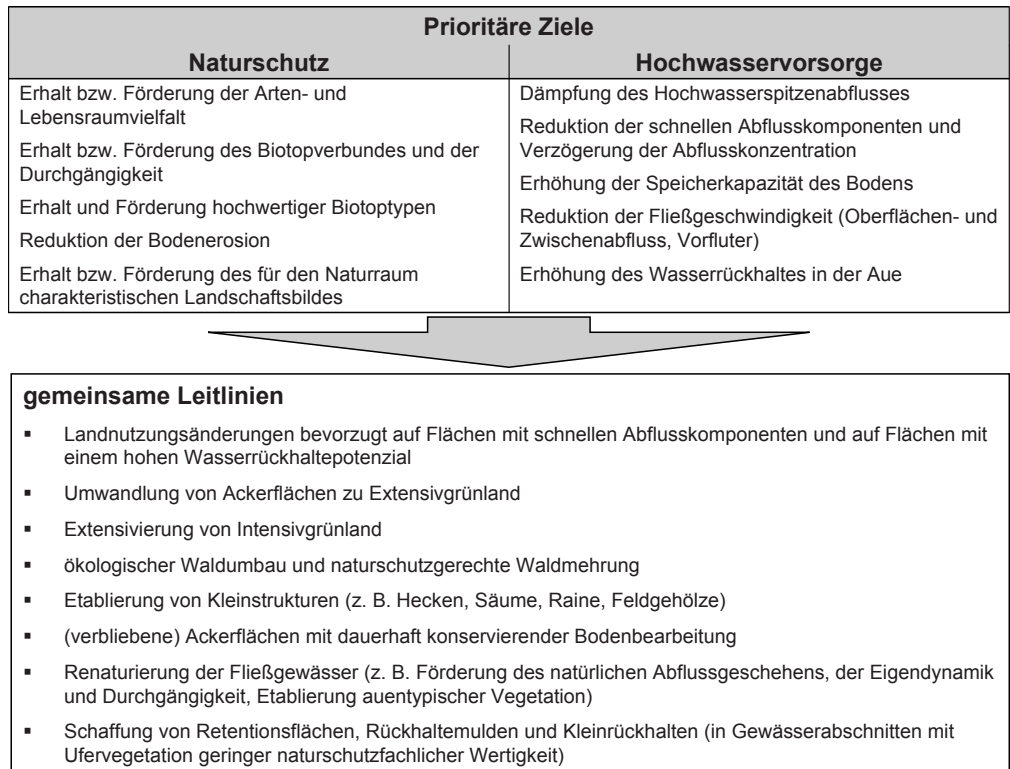 Prioritäre Ziele
Naturschutz
Erhalt bzw. Förderung der Arten- und
Lebensraumvielfalt
Erhalt bzw. Förderung des Biotopverbundes und der
Durchgängigkeit
Erhalt und Förderung hochwertiger Biotoptypen
Reduktion der Bodenerosion
Erhalt bzw. Förderung des für den Naturraum
charakteristischen Landschaftsbildes
Hochwasservorsorge
Dämpfung des Hochwasserspitzenabflusses
Reduktion der schnellen Abflusskomponenten und
Verzögerung der Abflusskonzentration
Erhöhung der Speicherkapazität des Bodens
Reduktion der Fließgeschwindigkeit (Oberflächen- und
Zwischenabfluss, Vorfluter)
Erhöhung des Wasserrückhaltes in der Aue
gemeinsame Leitlinien
▪ Landnutzungsänderungen bevorzugt auf Flächen mit schnellen Abflusskomponenten und auf Flächen mit
einem hohen Wasserrückhaltepotenzial
▪ Umwandlung von Ackerflächen zu Extensivgrünland
▪ Extensivierung von Intensivgrünland
▪ ökologischer Waldumbau und naturschutzgerechte Waldmehrung
▪ Etablierung von Kleinstrukturen (z. B. Hecken, Säume, Raine, Feldgehölze)
▪ (verbliebene) Ackerflächen mit dauerhaft konservierender Bodenbearbeitung
▪ Renaturierung der Fließgewässer (z. B. Förderung des natürlichen Abflussgeschehens, der Eigendynamik
und Durchgängigkeit, Etablierung auentypischer Vegetation)
▪ Schaffung von Retentionsflächen, Rückhaltemulden und Kleinrückhalten (in Gewässerabschnitten mit
Ufervegetation geringer naturschutzfachlicher Wertigkeit)